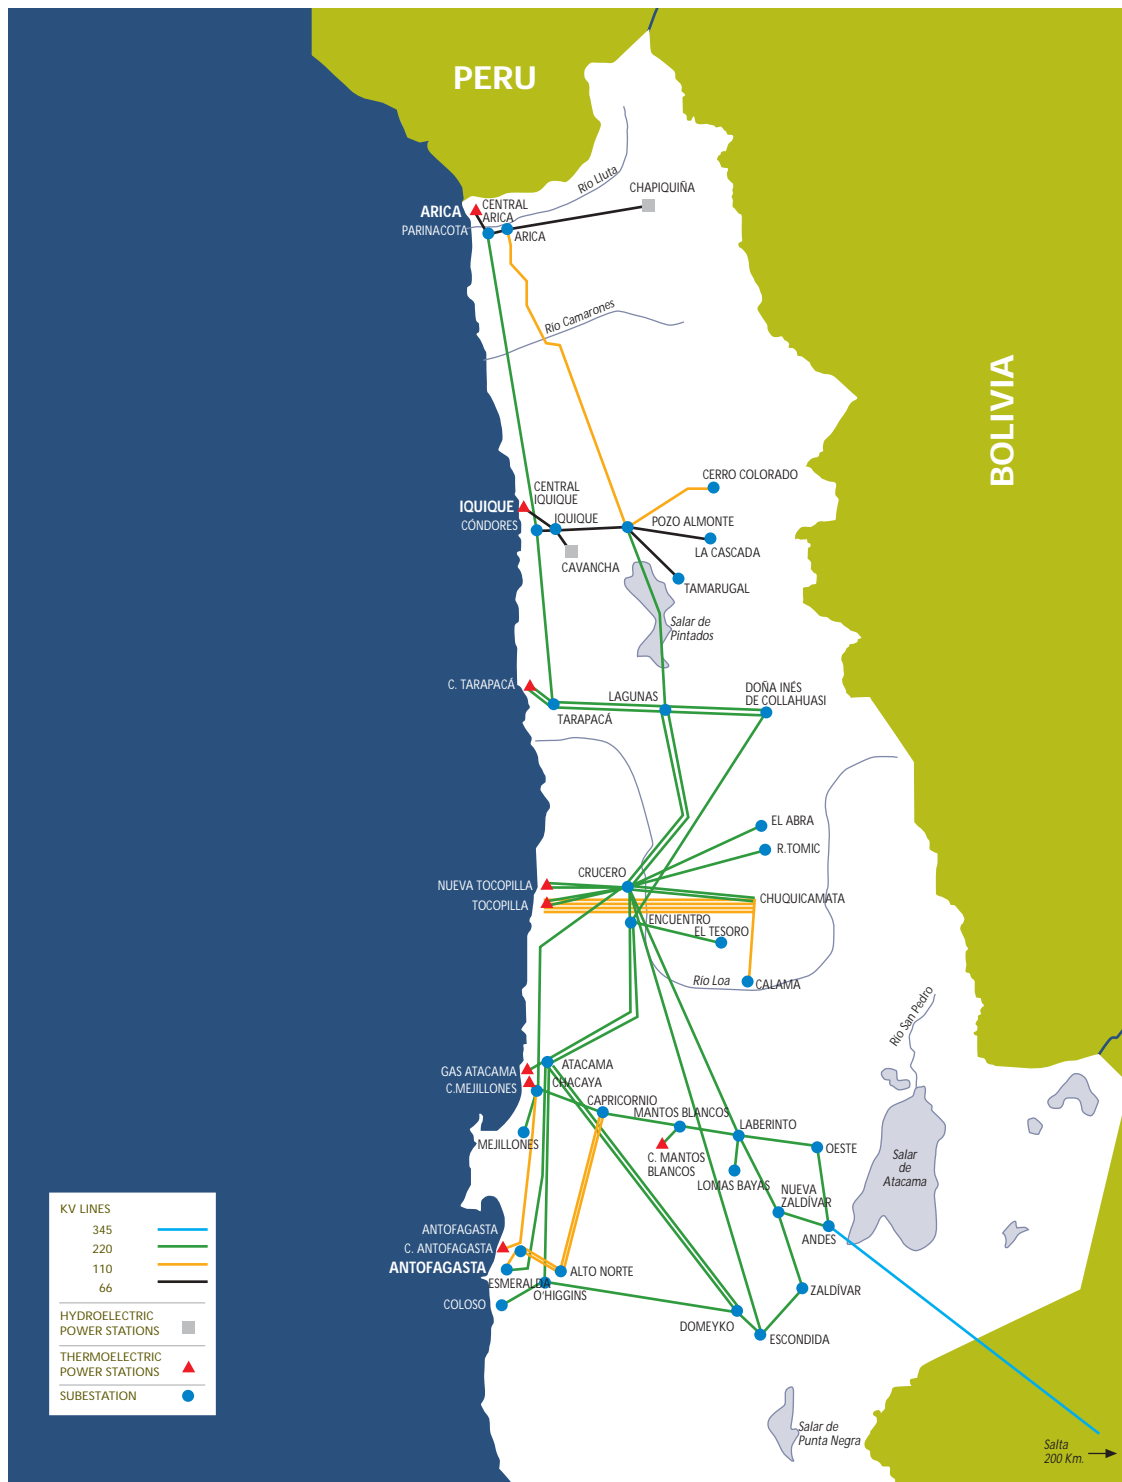 PERU
Río Lluta
CHAPIQUIÑA
ARICA
CENTRAL
ARICA
PARINACOTA
ARICA
Río Camarones
BOLIVIA
CERRO COLORADO
CENTRAL
IQUIQUE
IQUIQUE
CÓNDORES
IQUIQUE
POZO ALMONTE
LA CASCADA
CAVANCHA
TAMARUGAL
Salar de
Pintados
C. TARAPACÁ
LAGUNAS
DOÑA INÉS
DE COLLAHUASI
TARAPACÁ
EL ABRA
R.TOMIC
CRUCERO
NUEVA TOCOPILLA
CHUQUICAMATA
TOCOPILLA
ENCUENTRO
EL TESORO
Río Loa
CALAMA
Río San Pedro
ATACAMA
GAS ATACAMA
CHACAYA
C.MEJILLONES
CAPRICORNIO
MANTOS BLANCOS
LABERINTO
MEJILLONES
OESTE
C. MANTOS
BLANCOS
LOMAS BAYAS
Salar
de
Atacama
NUEVA
ZALDÍVAR
ANDES
ANTOFAGASTA
C. ANTOFAGASTA
ANTOFAGASTA
ALTO NORTE
ESMERALDA
O'HIGGINS
COLOSO
ZALDÍVAR
DOMEYKO
ESCONDIDA
Salar de
Punta Negra
Salta
200 Km.
KV LINES
345
220
110
66
HYDROELECTRIC
POWER STATIONS
THERMOELECTRIC
POWER STATIONS
SUBESTATION